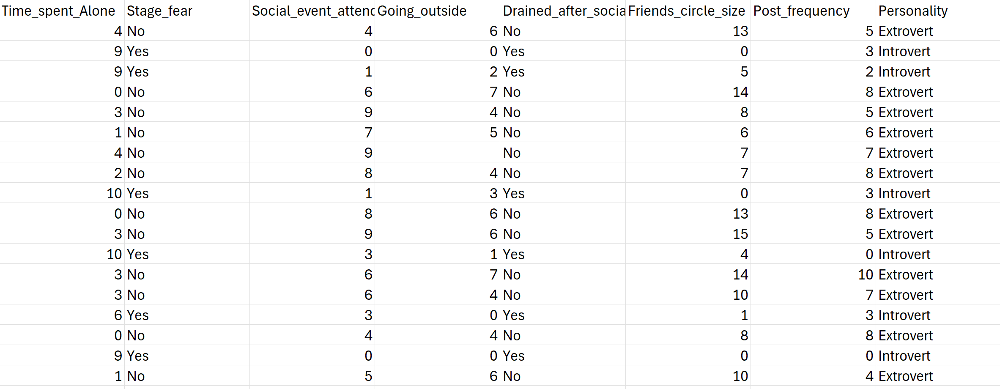 Time_spent_Alone Stage_fear Social_event_attend Going_outside Drained_after_socia Friends_circle_size Post_frequency Personality
4 No 4 6 No 13 5 Extrovert
9 Yes 0 0 Yes 0 3 Introvert
9 Yes 1 2 Yes 5 2 Introvert
0 No 6 7 No 14 8 Extrovert
3 No 9 4 No 8 5 Extrovert
1 No 7 5 No 6 6 Extrovert
4 No 9 No 7 7 Extrovert
2 No 8 4 No 7 8 Extrovert
10 Yes 1 3 Yes 0 3 Introvert
0 No 8 6 No 13 8 Extrovert
3 No 9 6 No 15 5 Extrovert
10 Yes 3 1 Yes 4 0 Introvert
3 No 6 7 No 14 10 Extrovert
3 No 6 4 No 10 7 Extrovert
6 Yes 3 0 Yes 1 3 Introvert
0 No 4 4 No 8 8 Extrovert
9 Yes 0 0 Yes 0 0 Introvert
1 No 5 6 No 10 4 Extrovert